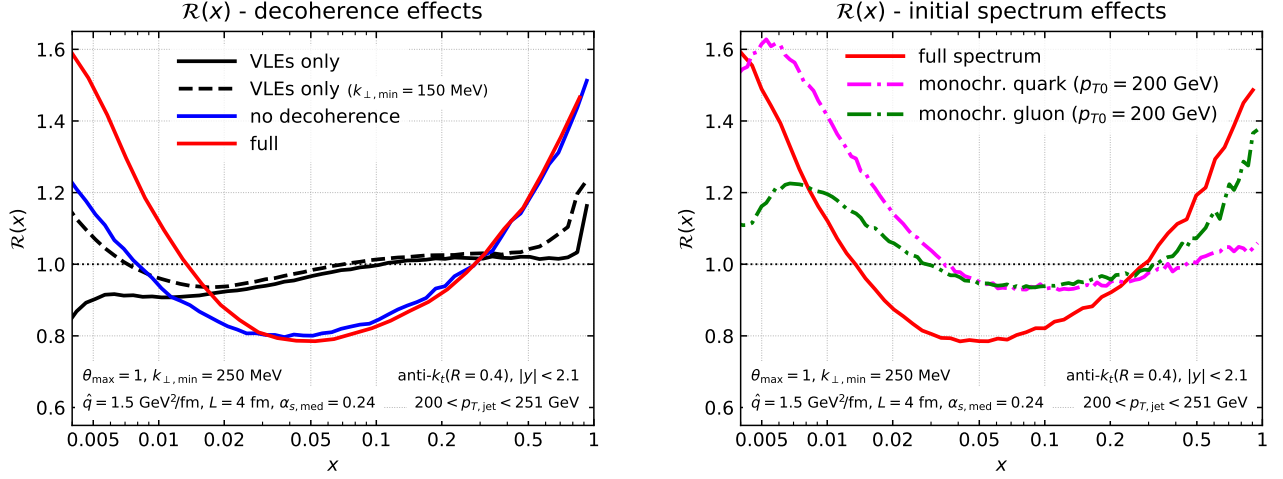 R(x) - decoherence effects
1.6
1.4
1.2
1.0
0.8
0.6
R(x)
VLEs only
VLEs only (k⊥,min = 150 MeV)
no decoherence
full
θmax = 1, k⊥,min = 250 MeV
anti-kt(R = 0.4), |y| < 2.1
q̂ = 1.5 GeV²/fm, L = 4 fm, αs,med = 0.24
200 < pT,jet < 251 GeV
0.005 0.01 0.02 0.05 0.1 0.2 0.5 1
x
R(x) - initial spectrum effects
1.6
1.4
1.2
1.0
0.8
0.6
R(x)
full spectrum
monochr. quark (pT0 = 200 GeV)
monochr. gluon (pT0 = 200 GeV)
θmax = 1, k⊥,min = 250 MeV
anti-kt(R = 0.4), |y| < 2.1
q̂ = 1.5 GeV²/fm, L = 4 fm, αs,med = 0.24
200 < pT,jet < 251 GeV
0.005 0.01 0.02 0.05 0.1 0.2 0.5 1
x